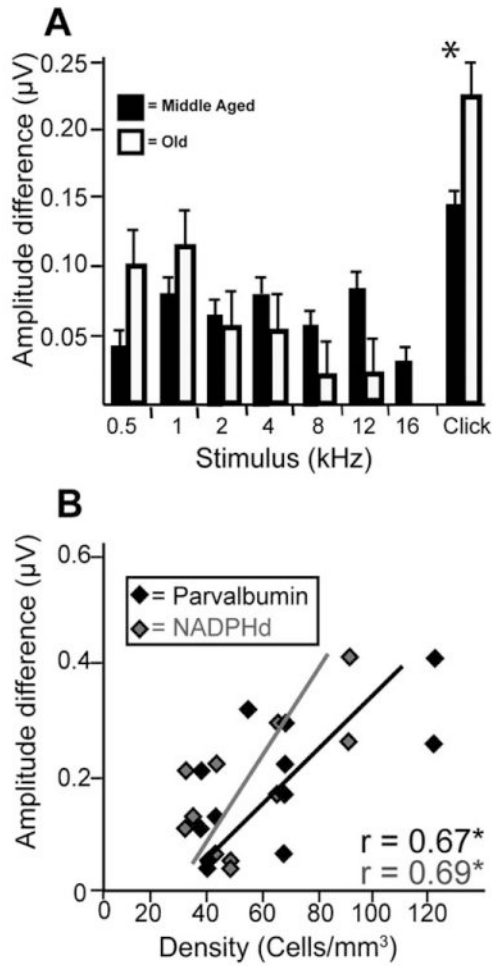 A
Amplitude difference (µV)
0.25
0.20
0.15
0.10
0.05
= Middle Aged
= Old
*
0.5 1 2 4 8 12 16 Click
Stimulus (kHz)
B
Amplitude difference (µV)
0.6
0.4
0.2
0
= Parvalbumin
= NADPHd
r = 0.67*
r = 0.69*
0 20 40 60 80 100 120
Density (Cells/mm³)